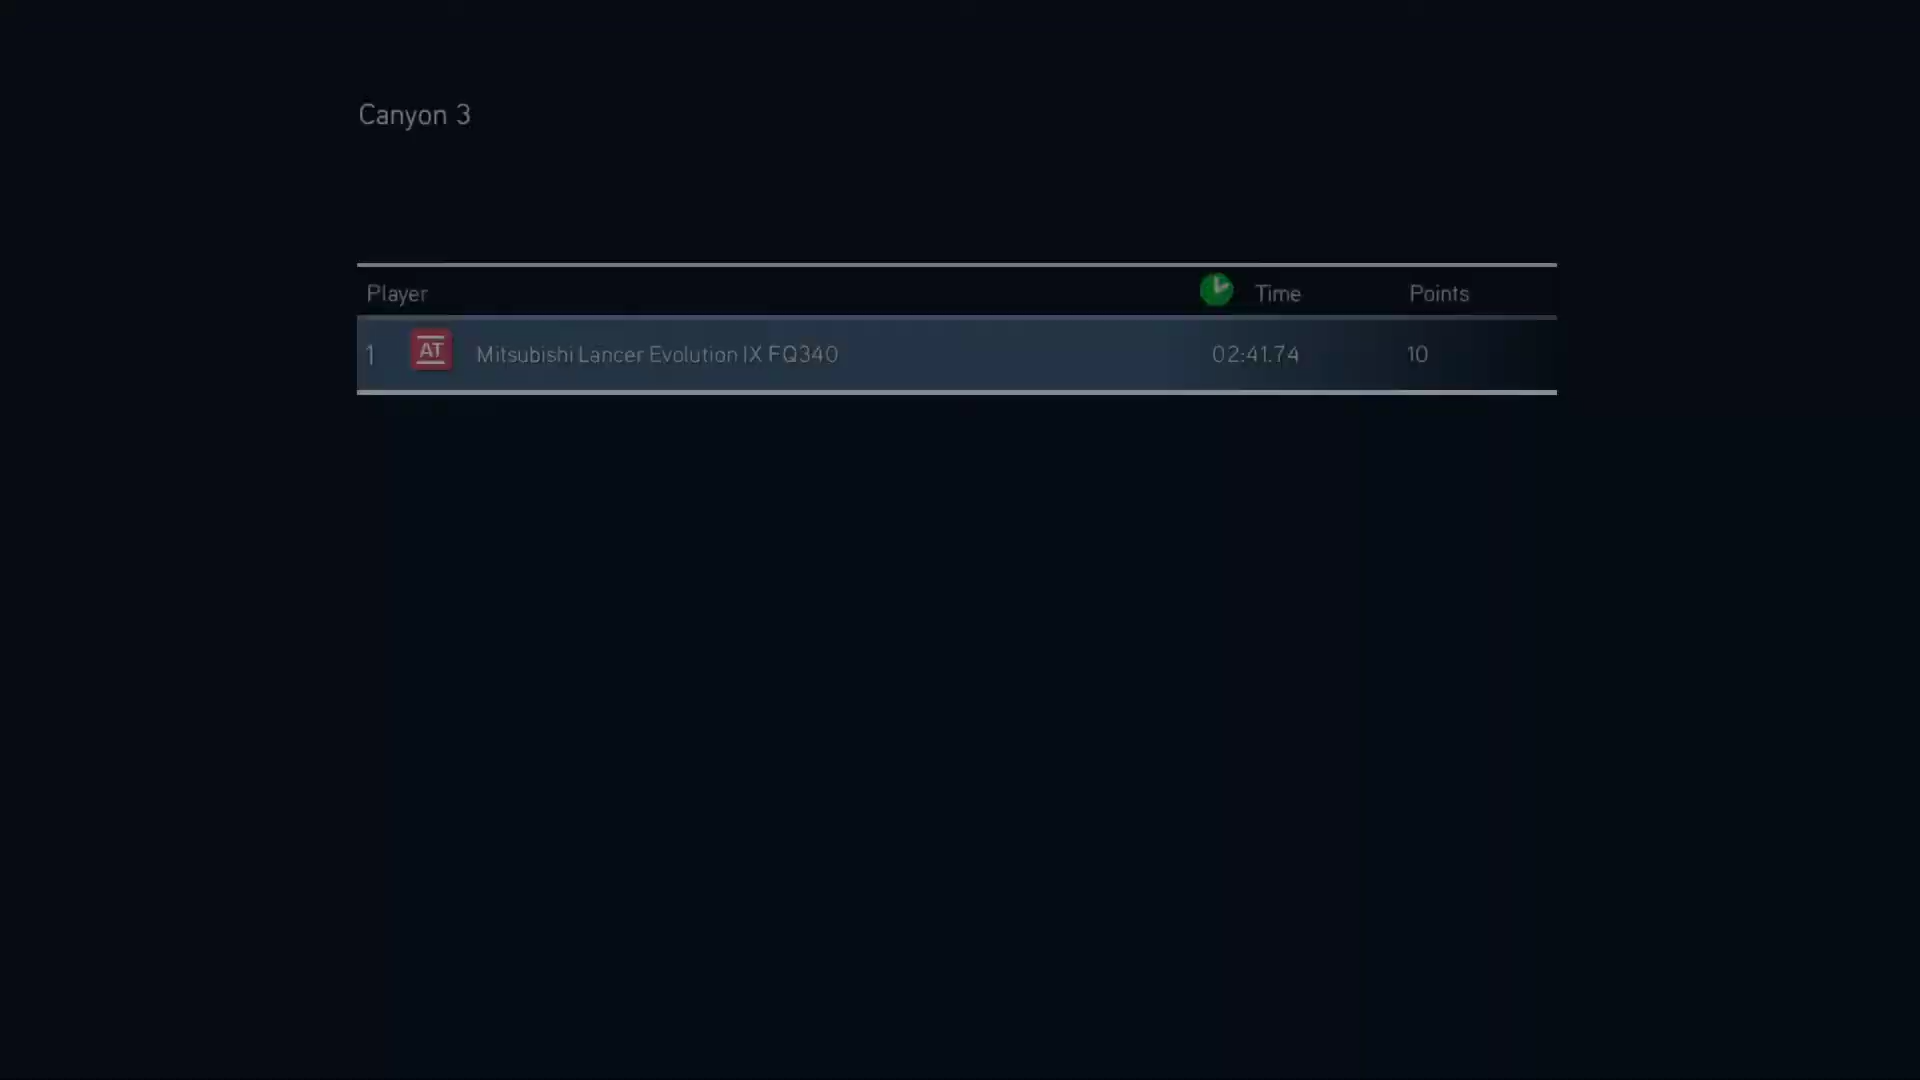 Canyon 3
Player Time Points
1 AT Mitsubishi Lancer Evolution IX FQ340 02:41.74 10